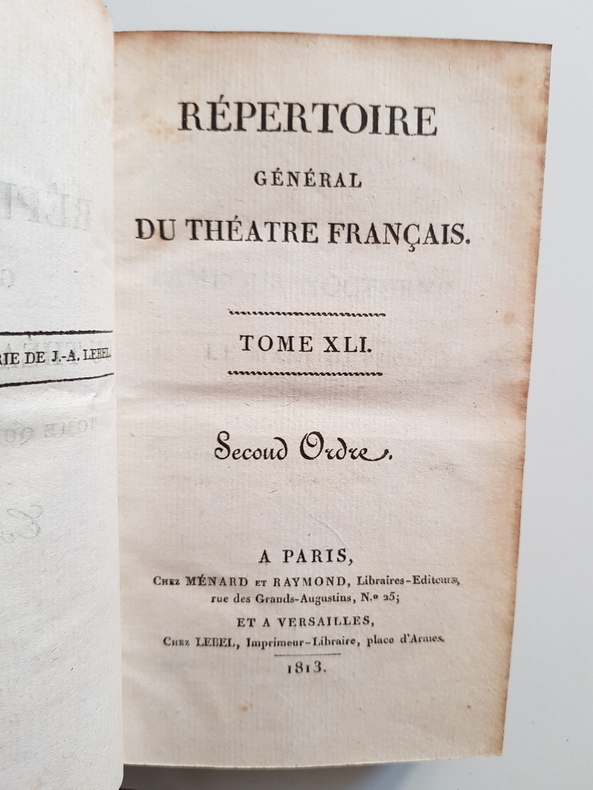 RIE DE J.-A. LEBEL.
RÉPERTOIRE
GÉNÉRAL
DU THÉATRE FRANÇAIS.
TOME XLI.
Second Ordre.
A PARIS,
Chez MÉNARD et RAYMOND, Libraires-Editeurs,
rue des Grands-Augustins, N.º 25;
ET A VERSAILLES,
Chez LEBEL, Imprimeur-Libraire, place d'Armes.
1813.